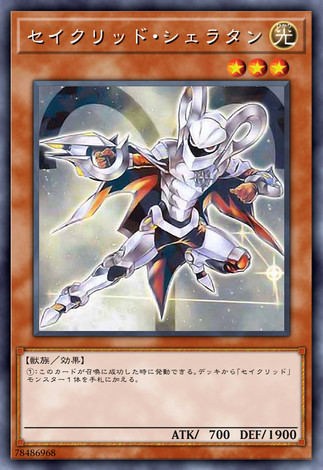 セイクリッド・シェラタン
光
【獣族/効果】
①:このカードが召喚に成功した時に発動できる。デッキから「セイクリッド」
モンスター1体を手札に加える。
ATK/ 700 DEF/1900
78486968